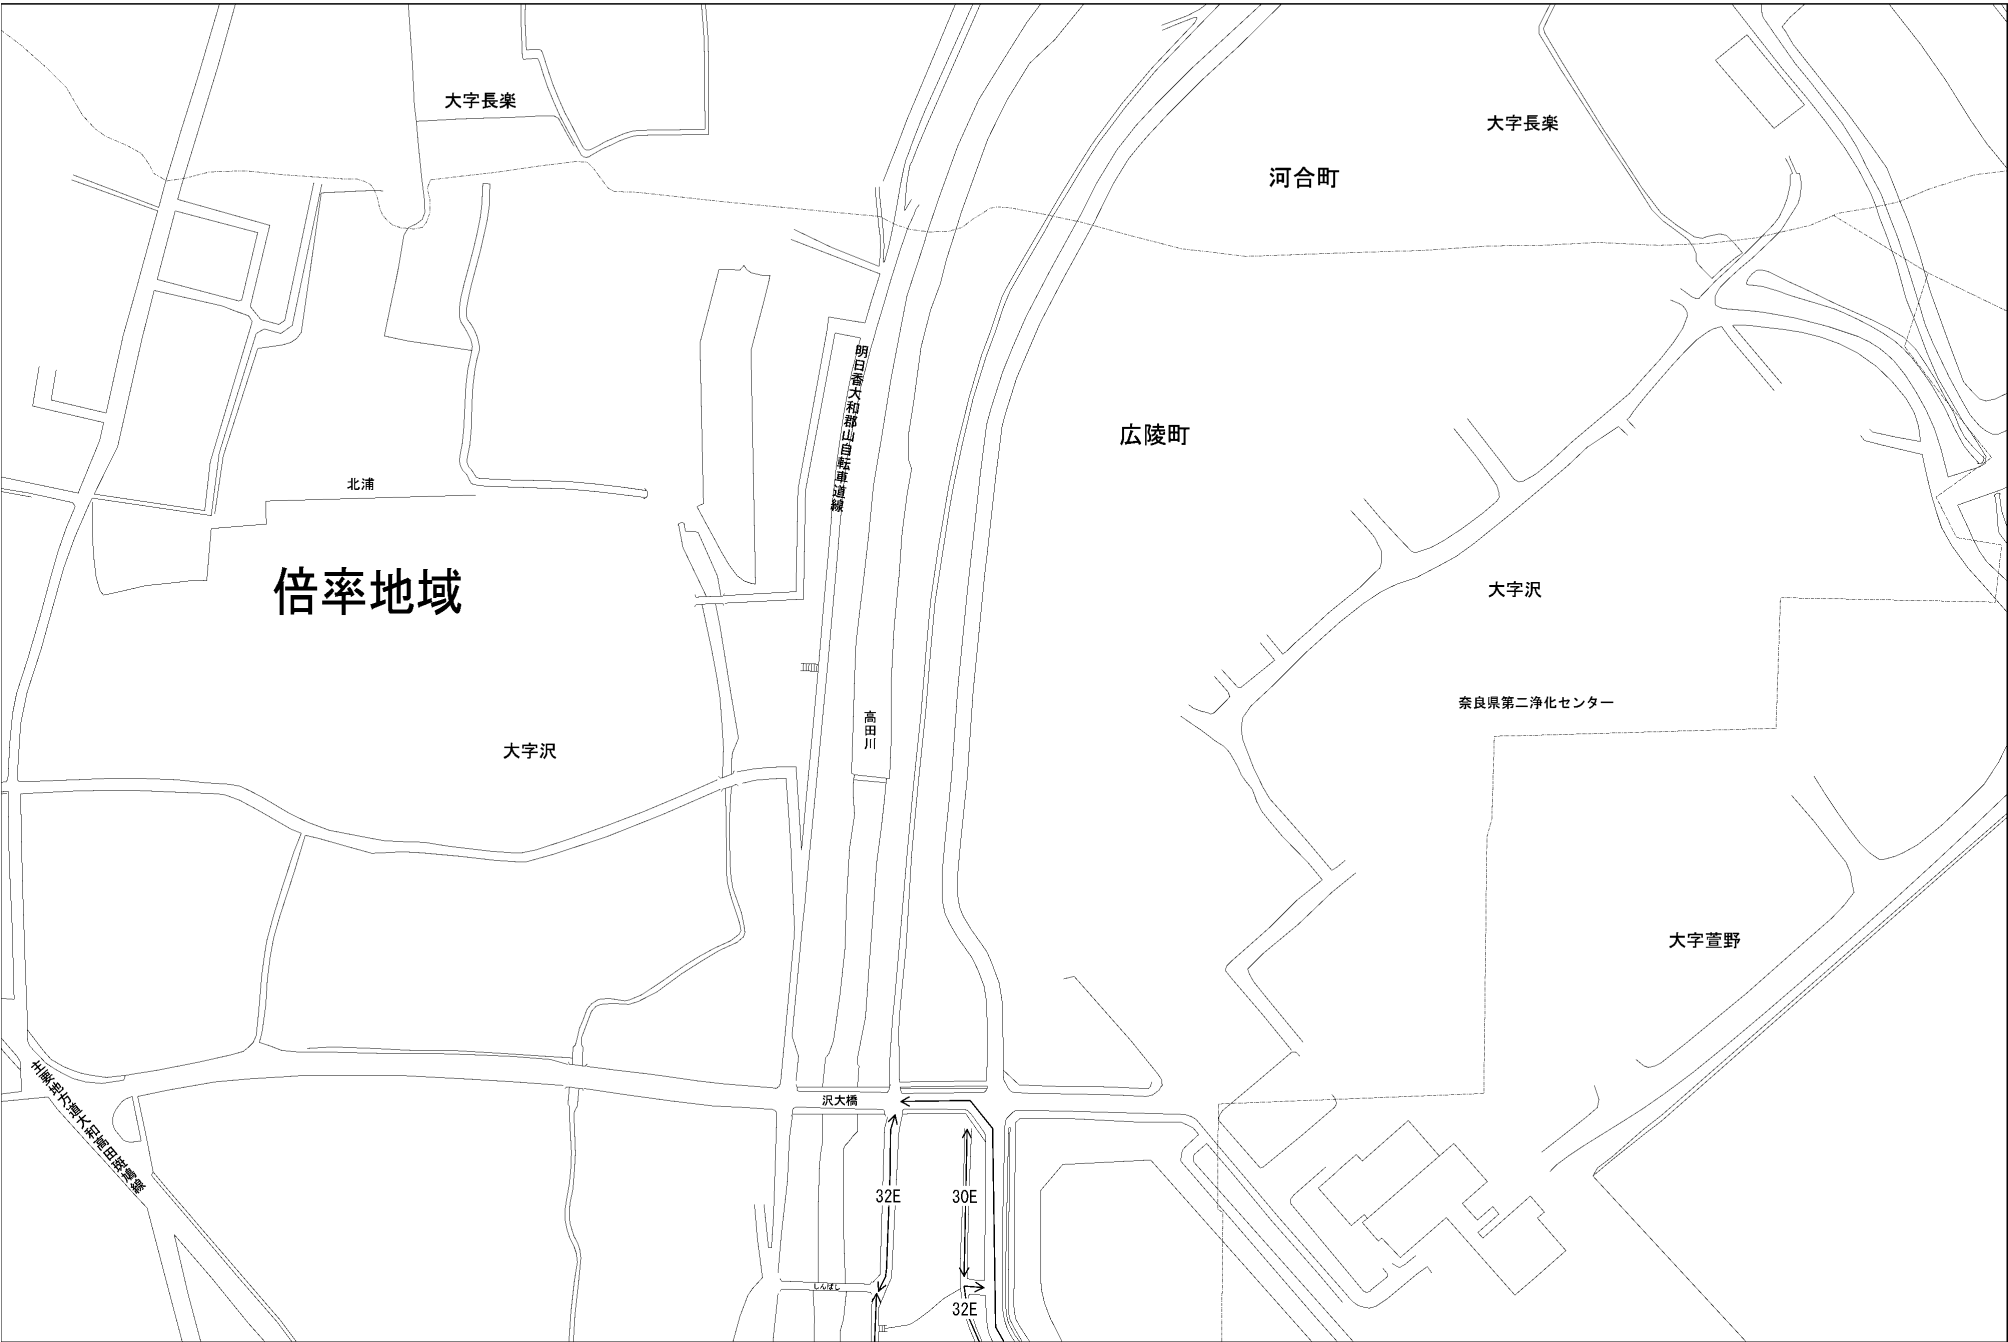 大字長楽
大字長楽
河合町
明日香大和郡山自転車道線
広陵町
北浦
倍率地域
大字沢
奈良県第二浄化センター
高田川
大字沢
大字萱野
主要地方道大和高田斑鳩線
沢大橋
32E
30E
しんばし
32E